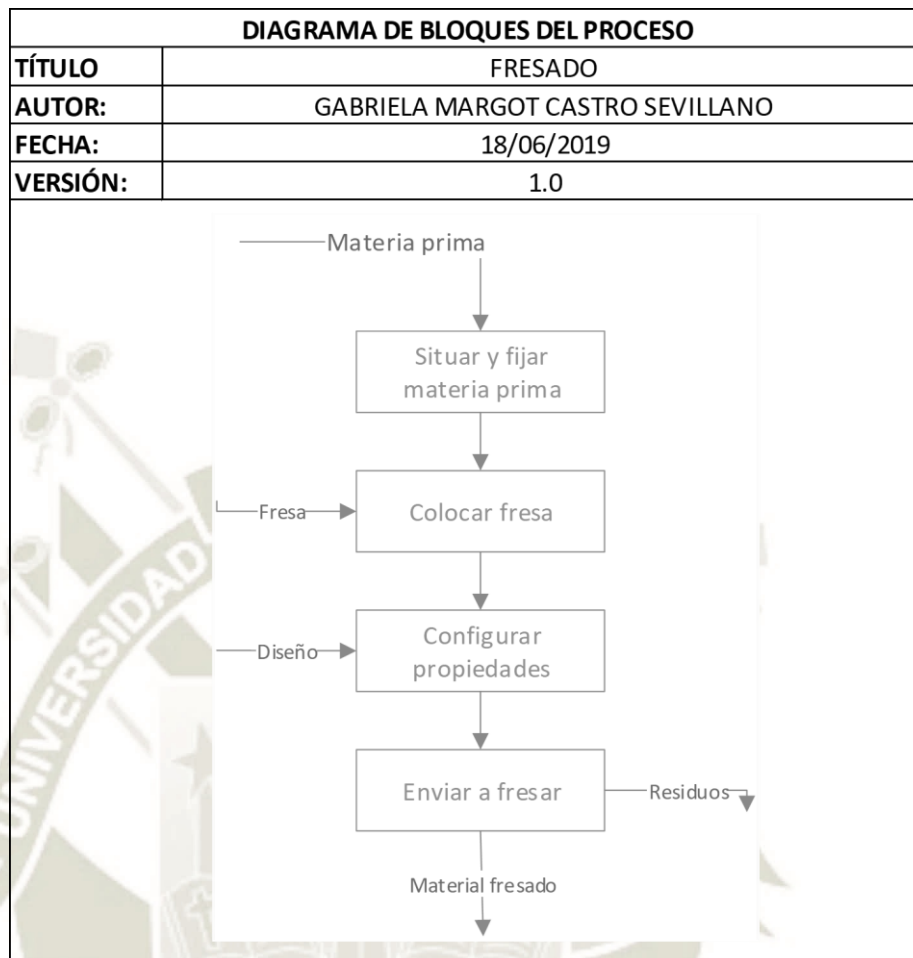 DIAGRAMA DE BLOQUES DEL PROCESO
TÍTULO FRESADO
AUTOR: GABRIELA MARGOT CASTRO SEVILLANO
FECHA: 18/06/2019
VERSIÓN: 1.0
Materia prima
Situar y fijar
materia prima
Fresa
Colocar fresa
Diseño
Configurar
propiedades
Enviar a fresar
Residuos
Material fresado
UNIVERSIDAD